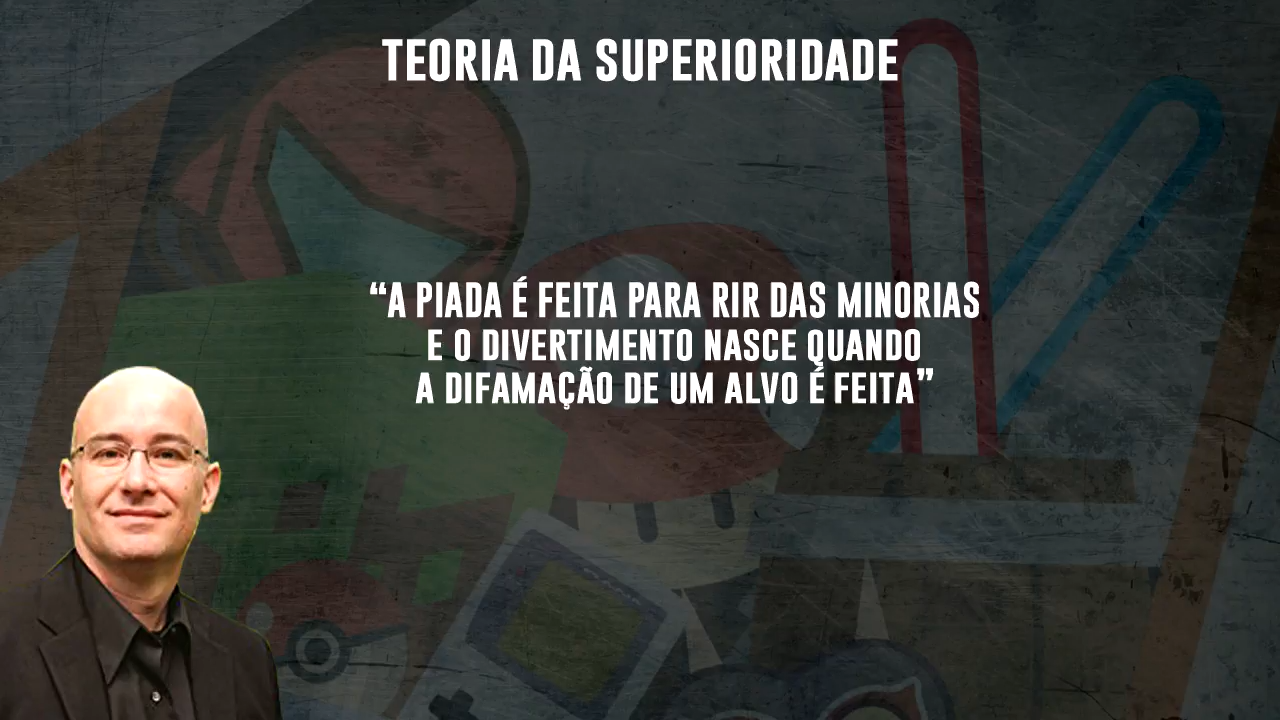 TEORIA DA SUPERIORIDADE
“A PIADA É FEITA PARA RIR DAS MINORIAS
E O DIVERTIMENTO NASCE QUANDO
A DIFAMAÇÃO DE UM ALVO É FEITA”